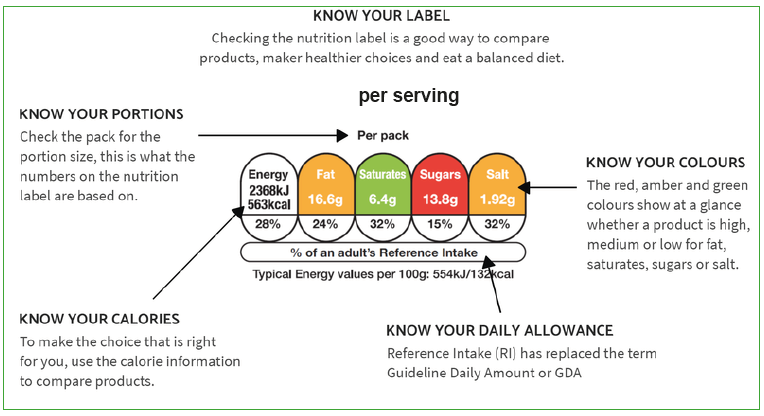 KNOW YOUR LABEL
Checking the nutrition label is a good way to compare
products, maker healthier choices and eat a balanced diet.
per serving
KNOW YOUR PORTIONS
Check the pack for the
portion size, this is what the
numbers on the nutrition
label are based on.
Per pack
Energy
2368kJ
563kcal
28%
Fat
16.6g
24%
Saturates
6.4g
32%
Sugars
13.8g
15%
Salt
1.92g
32%
% of an adult's Reference Intake
Typical Energy values per 100g: 554kJ/132kcal
KNOW YOUR COLOURS
The red, amber and green
colours show at a glance
whether a product is high,
medium or low for fat,
saturates, sugars or salt.
KNOW YOUR CALORIES
To make the choice that is right
for you, use the calorie information
to compare products.
KNOW YOUR DAILY ALLOWANCE
Reference Intake (RI) has replaced the term
Guideline Daily Amount or GDA